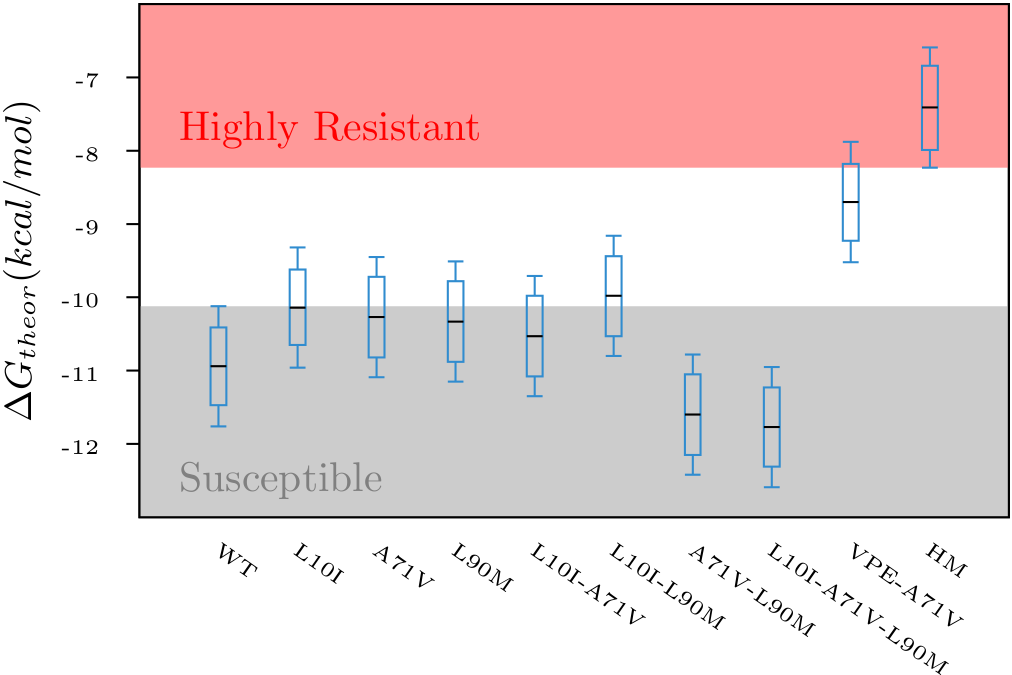 ΔG_theor(kcal/mol)
-7
-8
-9
-10
-11
-12
Highly Resistant
Susceptible
WT
L10I
A71V
L90M
L10I-A71V
L10I-L90M
A71V-L90M
L10I-A71V-L90M
VPE-A71V
HM